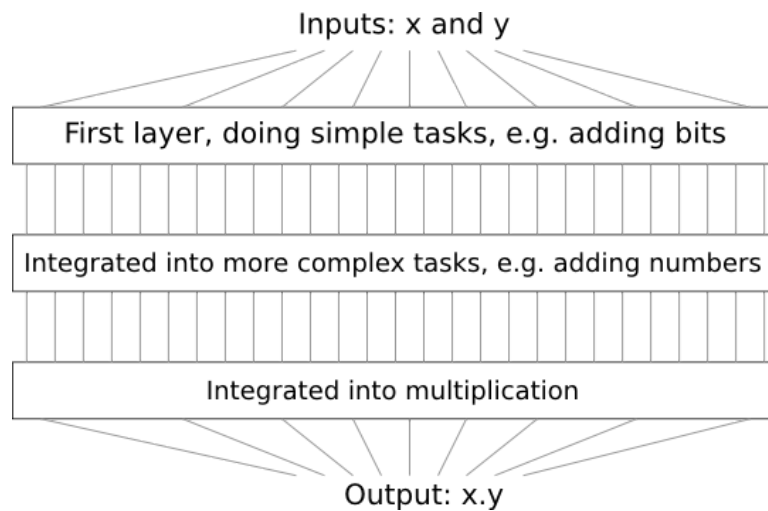 Inputs: x and y
First layer, doing simple tasks, e.g. adding bits
Integrated into more complex tasks, e.g. adding numbers
Integrated into multiplication
Output: x.y